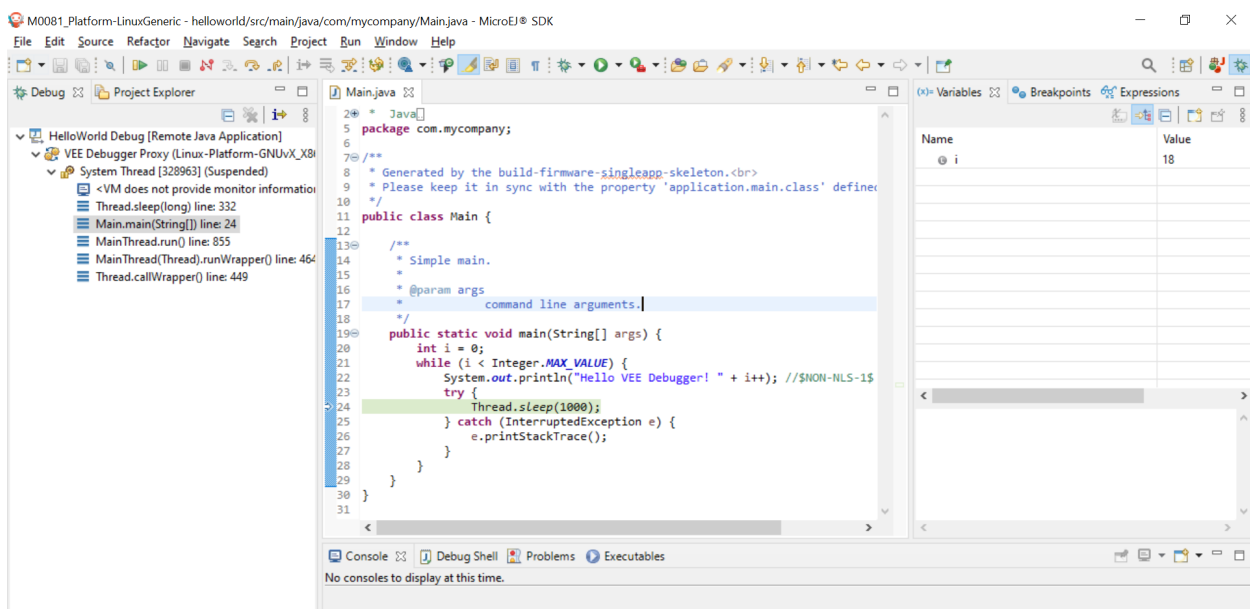 M0081_Platform-LinuxGeneric - helloworld/src/main/java/com/mycompany/Main.java - MicroEJ® SDK
File Edit Source Refactor Navigate Search Project Run Window Help
Debug Project Explorer
HelloWorld Debug [Remote Java Application]
VEE Debugger Proxy (Linux-Platform-GNUvX_X8
System Thread [328963] (Suspended)
<VM does not provide monitor information
Thread.sleep(long) line: 332
Main.main(String[]) line: 24
MainThread.run() line: 855
MainThread(Thread).runWrapper() line: 464
Thread.callWrapper() line: 449
Main.java
2 * Java
5 package com.mycompany;
6
7 /**
8 * Generated by the build-firmware-singleapp-skeleton.<br>
9 * Please keep it in sync with the property 'application.main.class' defined
10 */
11 public class Main {
12
13 /**
14 * Simple main.
15 *
16 * @param args
17 * command line arguments.
18 */
19 public static void main(String[] args) {
20 int i = 0;
21 while (i < Integer.MAX_VALUE) {
22 System.out.println("Hello VEE Debugger! " + i++); //$NON-NLS-1$
23 try {
24 Thread.sleep(1000);
25 } catch (InterruptedException e) {
26 e.printStackTrace();
27 }
28 }
29 }
30 }
31
(x)= Variables Breakpoints Expressions
Name Value
i 18
Console Debug Shell Problems Executables
No consoles to display at this time.